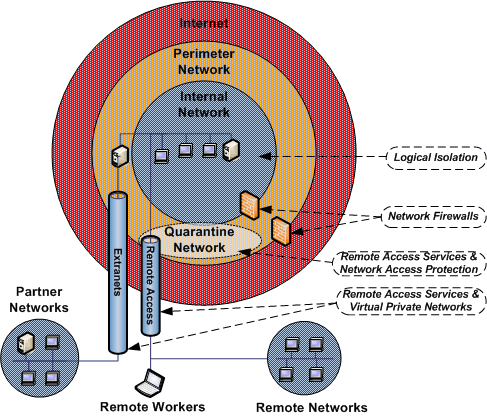 Internet
Perimeter
Network
Internal
Network
Logical Isolation
Network Firewalls
Quarantine
Network
Remote Access Services &
Network Access Protection
Extranets
Remote Access
Remote Access Services &
Virtual Private Networks
Partner
Networks
Remote Workers
Remote Networks